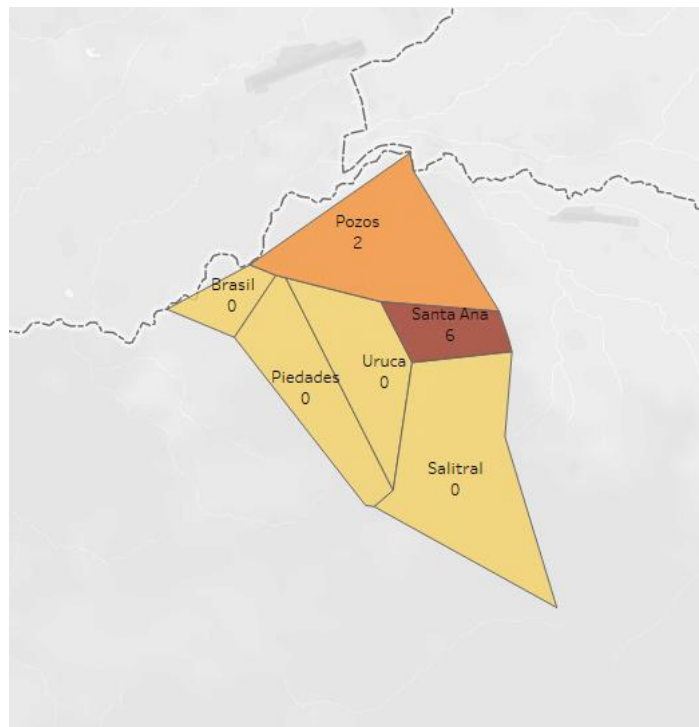 Pozos
2
Brasil
0
Santa Ana
6
Uruca
0
Piedades
0
Salitral
0